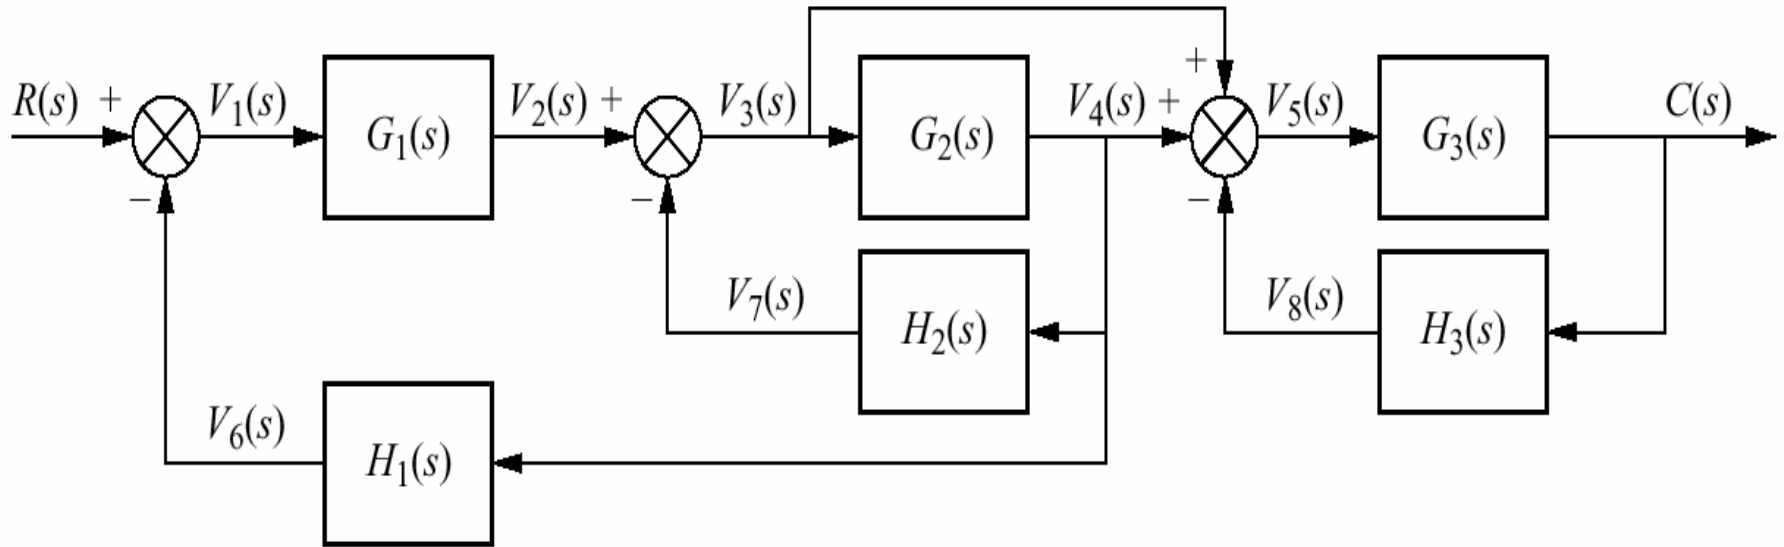 R(s) + V₁(s) G₁(s) V₂(s) + V₃(s) G₂(s) V₄(s) + + V₅(s) G₃(s) C(s)
− − −
V₇(s) H₂(s) V₈(s) H₃(s)
V₆(s) H₁(s)